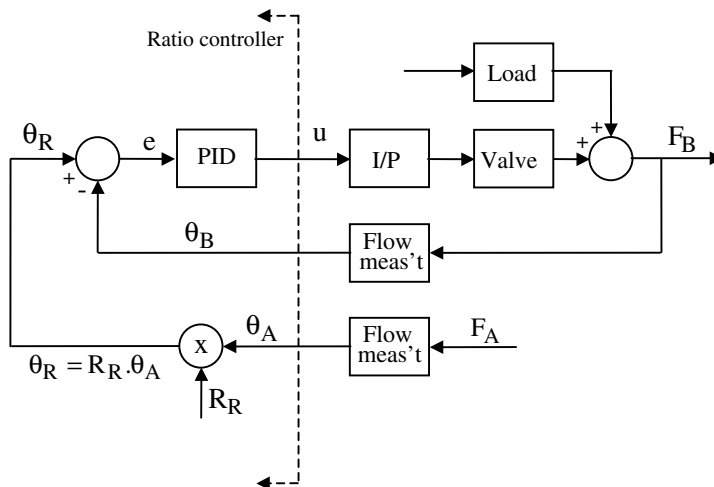 Ratio controller
Load
θR
e
PID
u
I/P
Valve
+
+
FB
+
-
θB
Flow
meas't
θA
Flow
meas't
FA
x
θR = RR.θA
RR